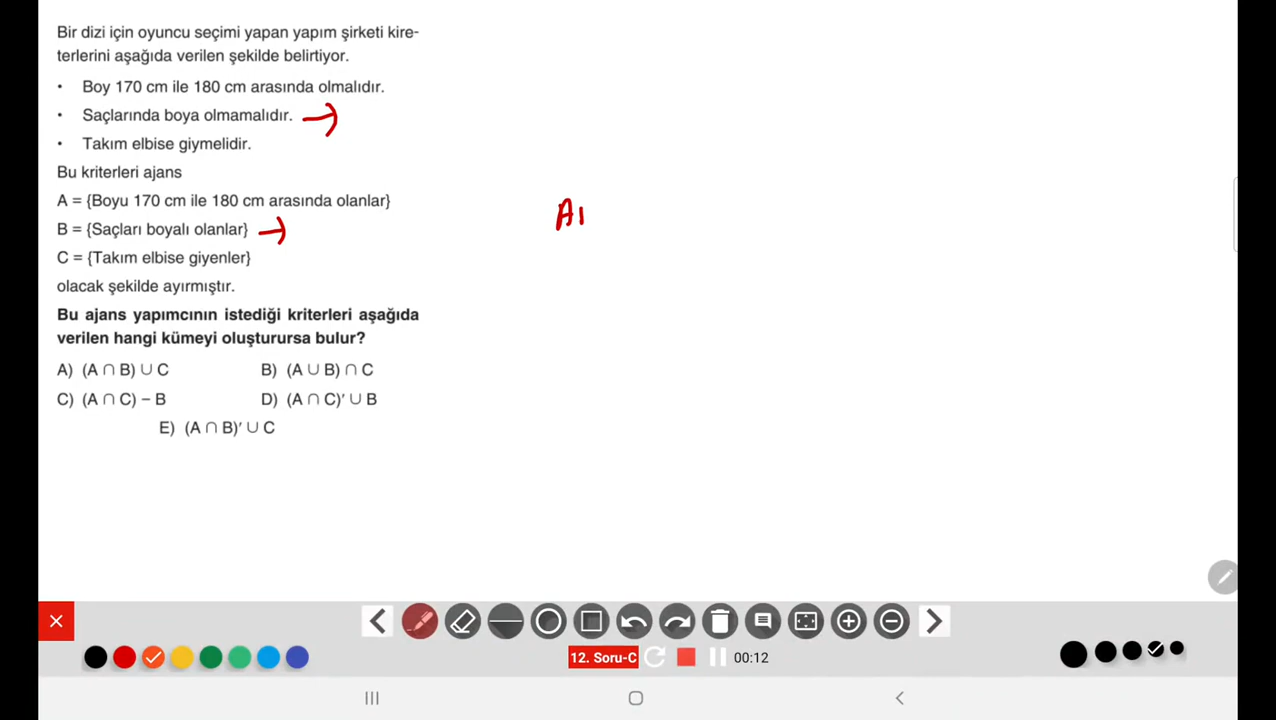 Bir dizi için oyuncu seçimi yapan yapım şirketi kire-
terlerini aşağıda verilen şekilde belirtiyor.
• Boy 170 cm ile 180 cm arasında olmalıdır.
• Saçlarında boya olmamalıdır.
• Takım elbise giymelidir.
Bu kriterleri ajans
A = {Boyu 170 cm ile 180 cm arasında olanlar}
B = {Saçları boyalı olanlar}
C = {Takım elbise giyenler}
olacak şekilde ayırmıştır.
Bu ajans yapımcının istediği kriterleri aşağıda
verilen hangi kümeyi oluşturursa bulur?
A) (A ∩ B) ∪ C B) (A ∪ B) ∩ C
C) (A ∩ C) – B D) (A ∩ C)' ∪ B
E) (A ∩ B)' ∪ C
A
12. Soru-C 00:12